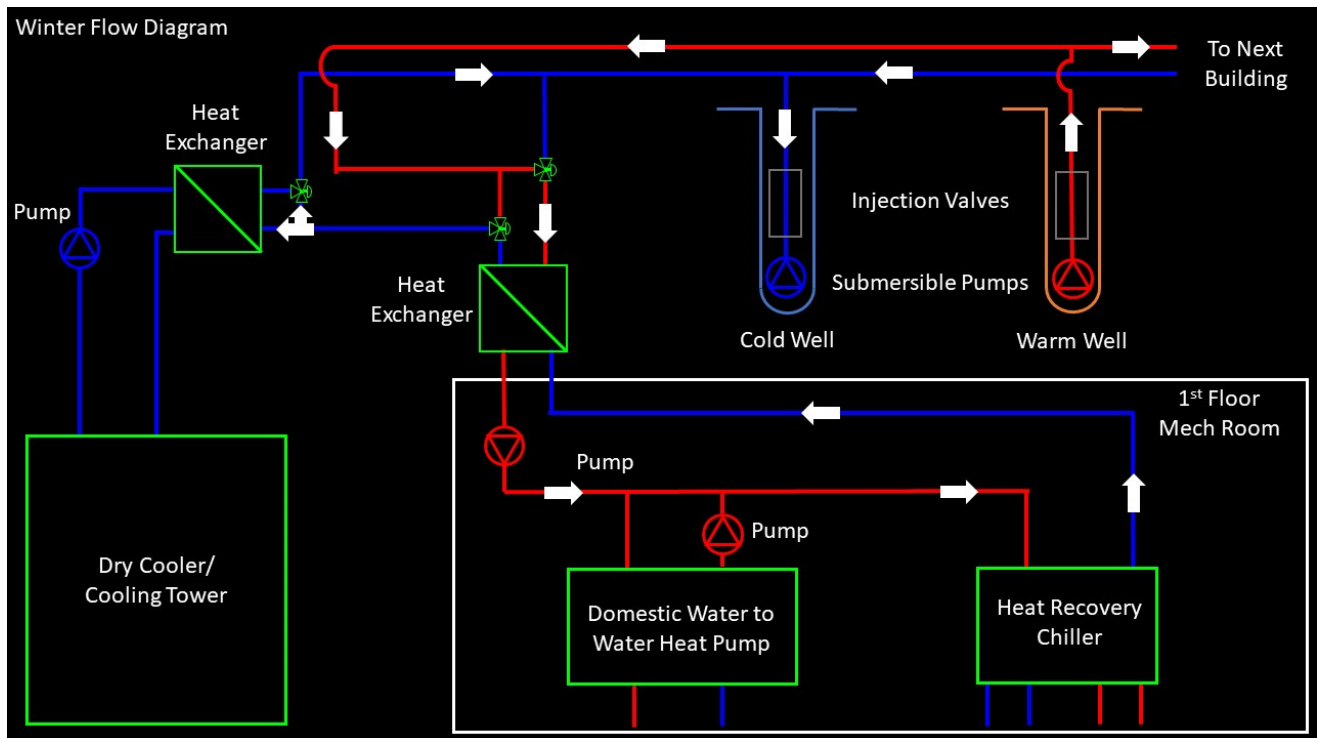 Winter Flow Diagram
To Next
Building
Heat
Exchanger
Pump
Injection Valves
Submersible Pumps
Heat
Exchanger
Cold Well
Warm Well
1st Floor
Mech Room
Pump
Pump
Dry Cooler/
Cooling Tower
Domestic Water to
Water Heat Pump
Heat Recovery
Chiller